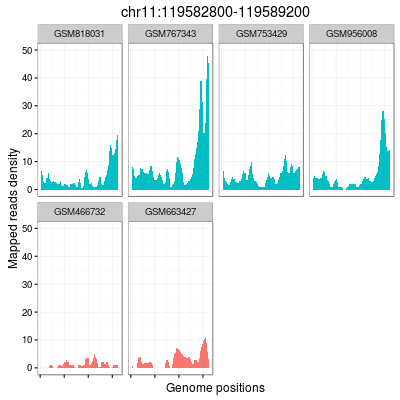 chr11:119582800-119589200
GSM818031 GSM767343 GSM753429 GSM956008
50
40
30
20
10
0
Mapped reads density
GSM466732 GSM663427
50
40
30
20
10
0
Genome positions